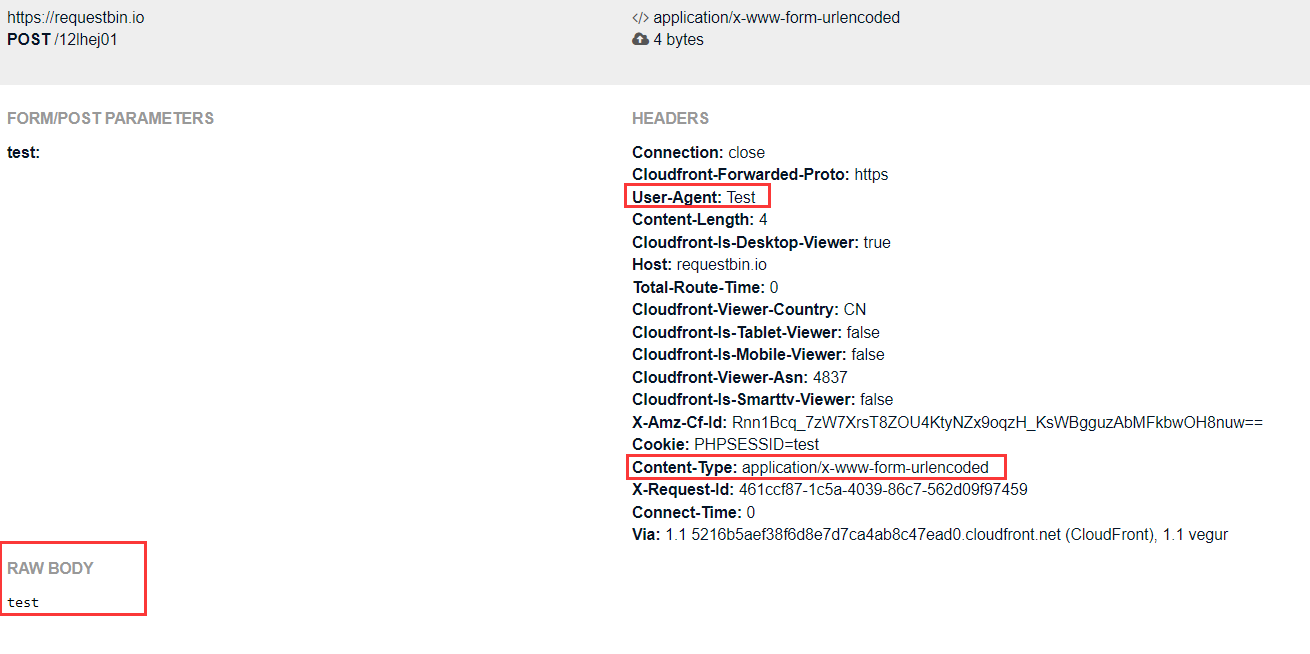 https://requestbin.io
POST /12lhej01
</> application/x-www-form-urlencoded
4 bytes
FORM/POST PARAMETERS
test:
HEADERS
Connection: close
Cloudfront-Forwarded-Proto: https
User-Agent: Test
Content-Length: 4
Cloudfront-Is-Desktop-Viewer: true
Host: requestbin.io
Total-Route-Time: 0
Cloudfront-Viewer-Country: CN
Cloudfront-Is-Tablet-Viewer: false
Cloudfront-Is-Mobile-Viewer: false
Cloudfront-Viewer-Asn: 4837
Cloudfront-Is-Smarttv-Viewer: false
X-Amz-Cf-Id: Rnn1Bcq_7zW7XrsT8ZOU4KtyNZx9oqzH_KsWBgguzAbMFkbwOH8nuw==
Cookie: PHPSESSID=test
Content-Type: application/x-www-form-urlencoded
X-Request-Id: 461ccf87-1c5a-4039-86c7-562d09f97459
Connect-Time: 0
Via: 1.1 5216b5aef38f6d8e7d7ca4ab8c47ead0.cloudfront.net (CloudFront), 1.1 vegur
RAW BODY
test